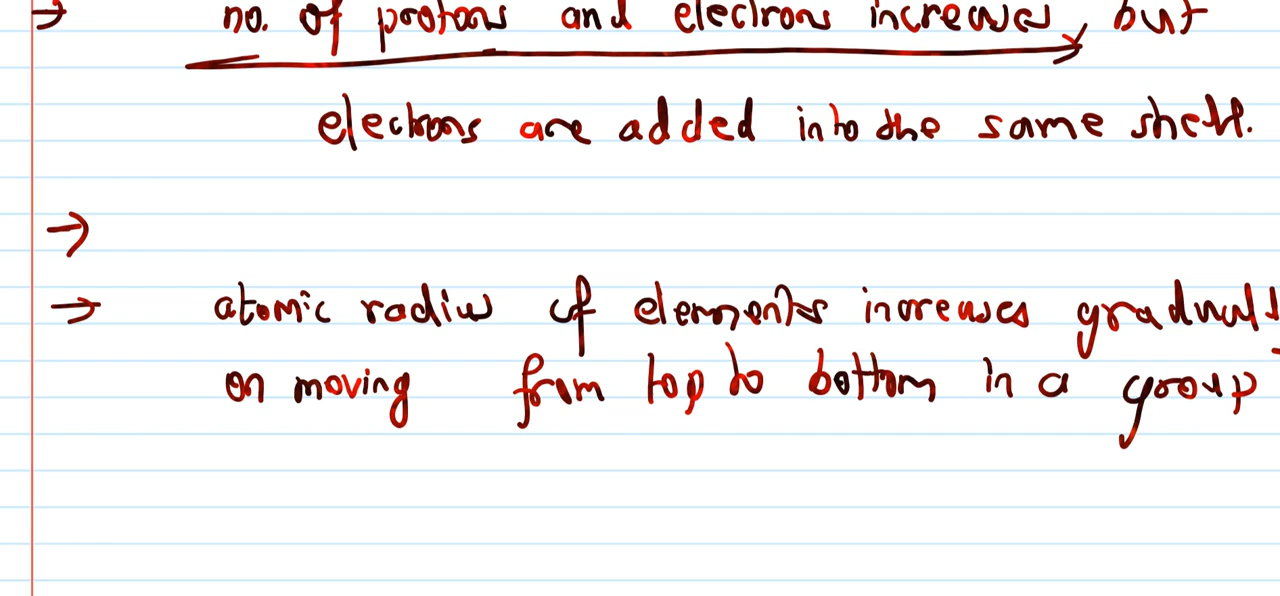 → no. of protons and electrons increases, but
electrons are added into the same shell.
→
→ atomic radius of elements increases gradually
on moving from top to bottom in a group